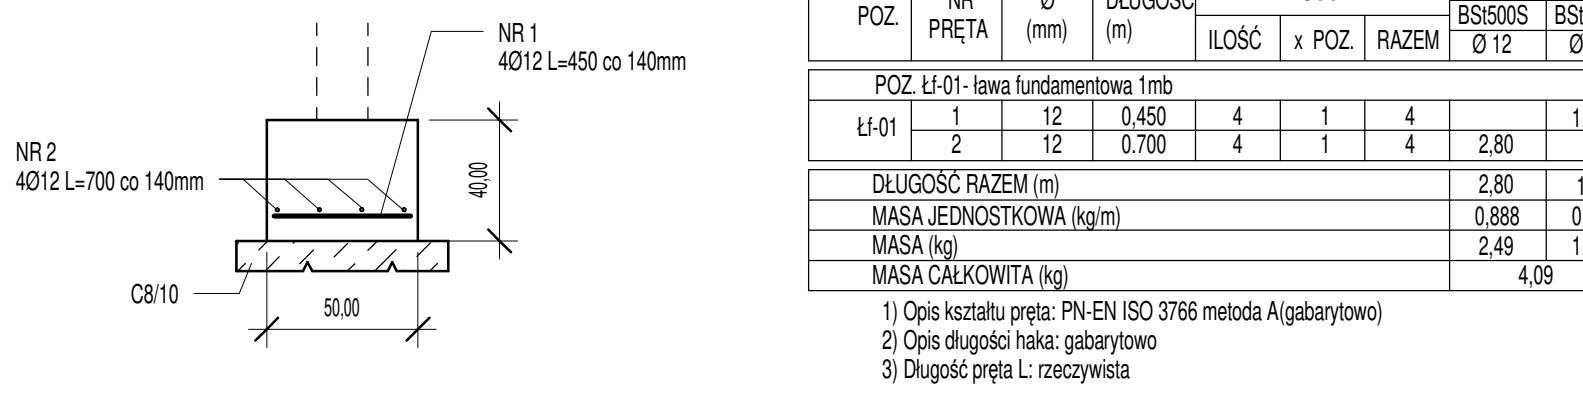 NR 1
4Ø12 L=450 co 140mm
NR 2
4Ø12 L=700 co 140mm
40,00
C8/10
50,00
POZ. NR PRĘTA Ø (mm) DŁUGOŚĆ (m) ILOŚĆ x POZ. RAZEM BSt500S Ø 12
POZ. Łf-01- ława fundamentowa 1mb
Łf-01 1 12 0,450 4 1 4
2 12 0.700 4 1 4 2,80
DŁUGOŚĆ RAZEM (m) 2,80
MASA JEDNOSTKOWA (kg/m) 0,888
MASA (kg) 2,49
MASA CAŁKOWITA (kg) 4,09
1) Opis kształtu pręta: PN-EN ISO 3766 metoda A(gabarytowo)
2) Opis długości haka: gabarytowo
3) Długość pręta L: rzeczywista